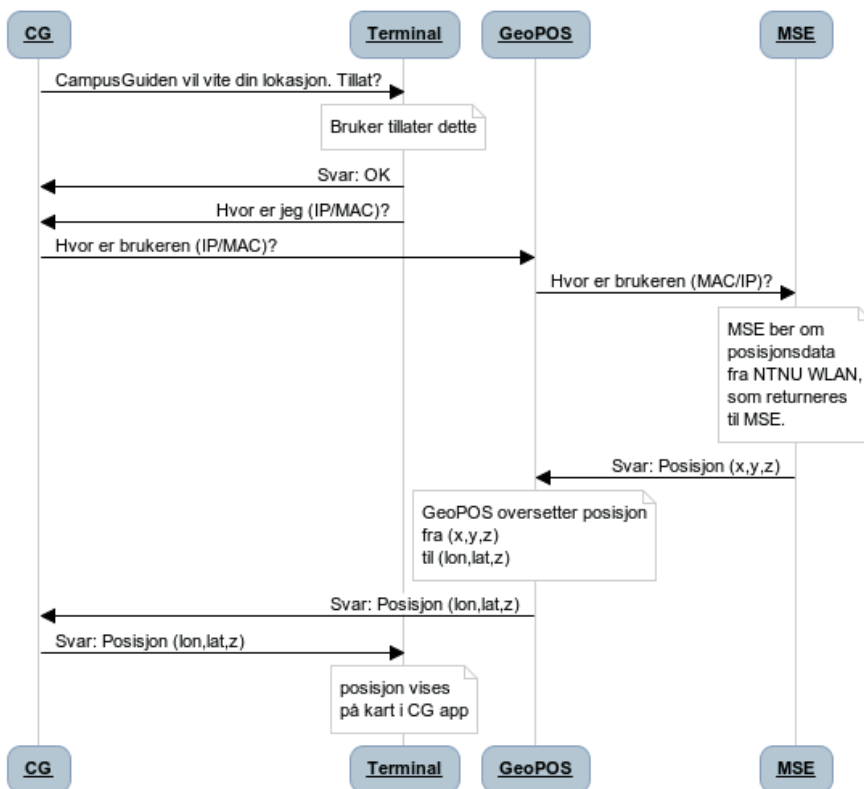 CG
Terminal
GeoPOS
MSE
CampusGuiden vil vite din lokasjon. Tillat?
Bruker tillater dette
Svar: OK
Hvor er jeg (IP/MAC)?
Hvor er brukeren (IP/MAC)?
Hvor er brukeren (MAC/IP)?
MSE ber om
posisjonsdata
fra NTNU WLAN,
som returneres
til MSE.
Svar: Posisjon (x,y,z)
GeoPOS oversetter posisjon
fra (x,y,z)
til (lon,lat,z)
Svar: Posisjon (lon,lat,z)
Svar: Posisjon (lon,lat,z)
posisjon vises
på kart i CG app
CG
Terminal
GeoPOS
MSE